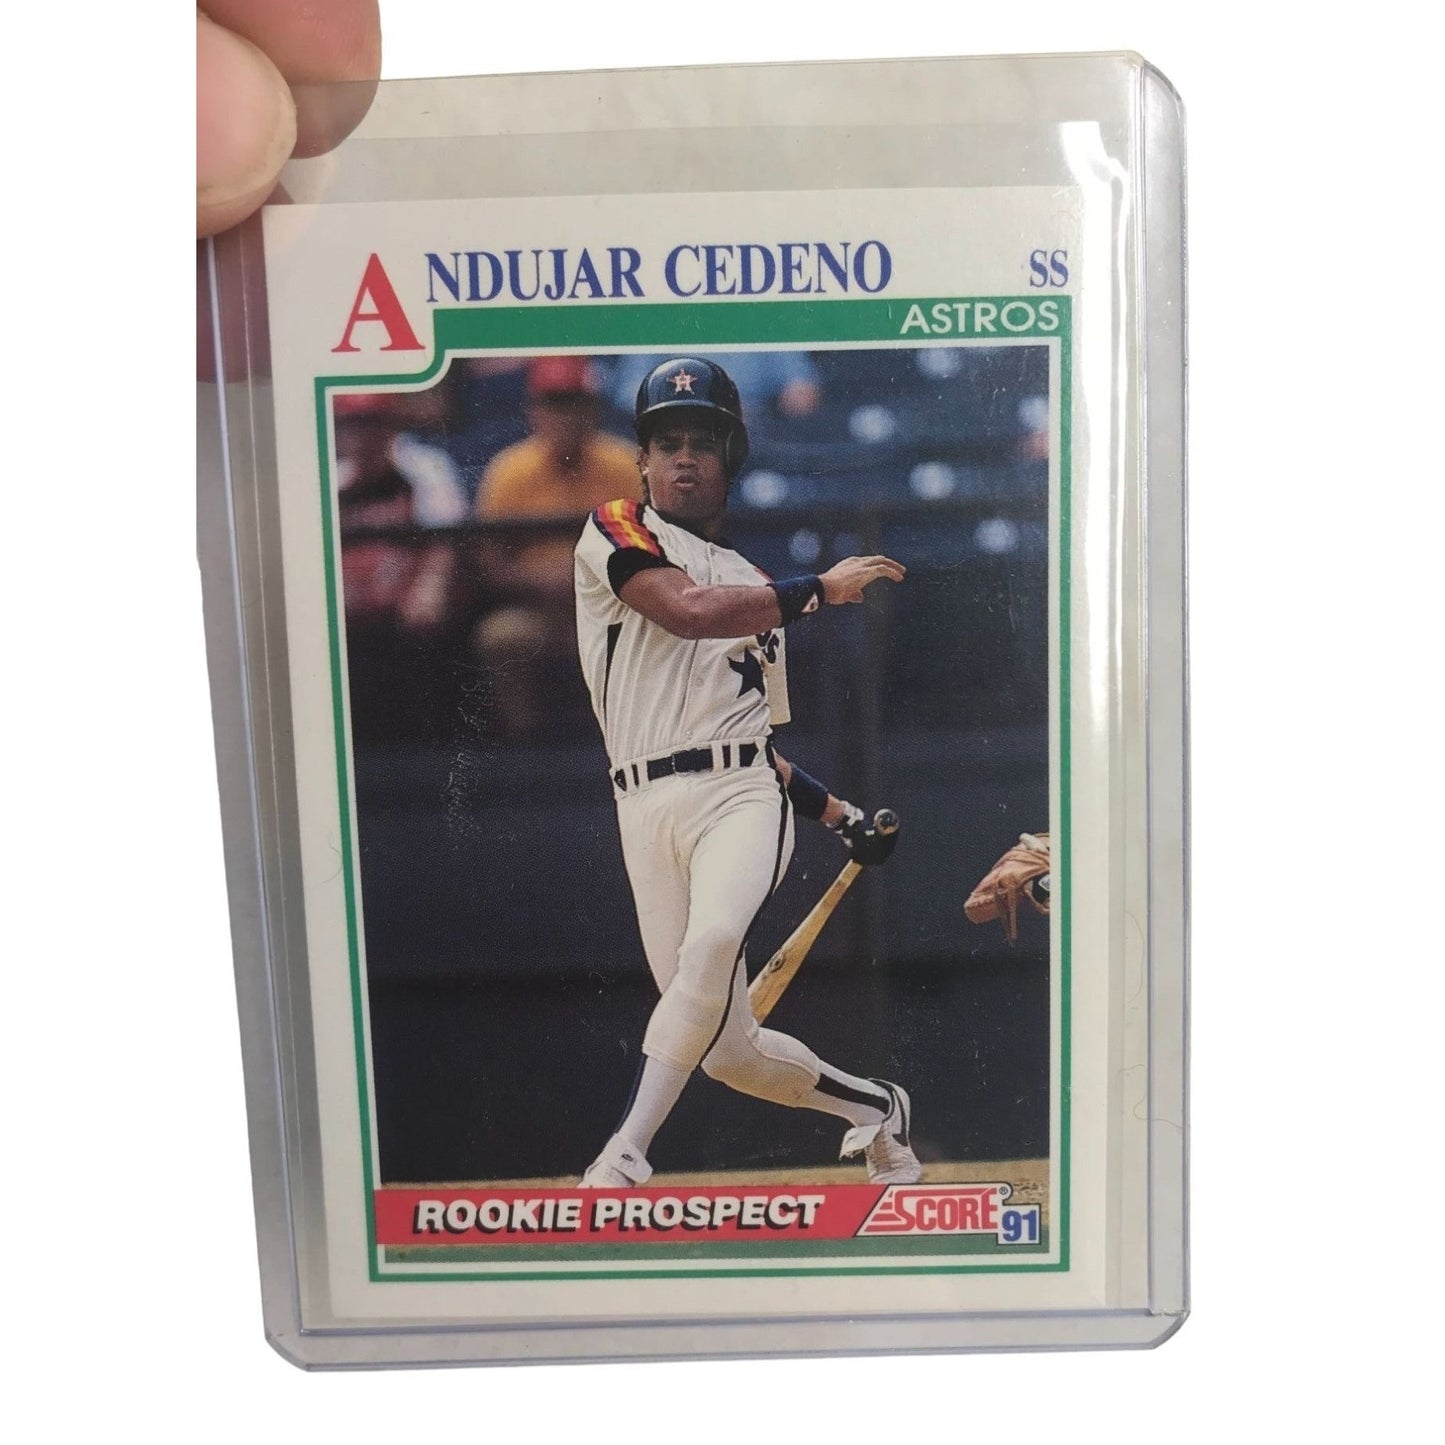 ANDUJAR CEDENO SS
ASTROS
ROOKIE PROSPECT SCORE® 91